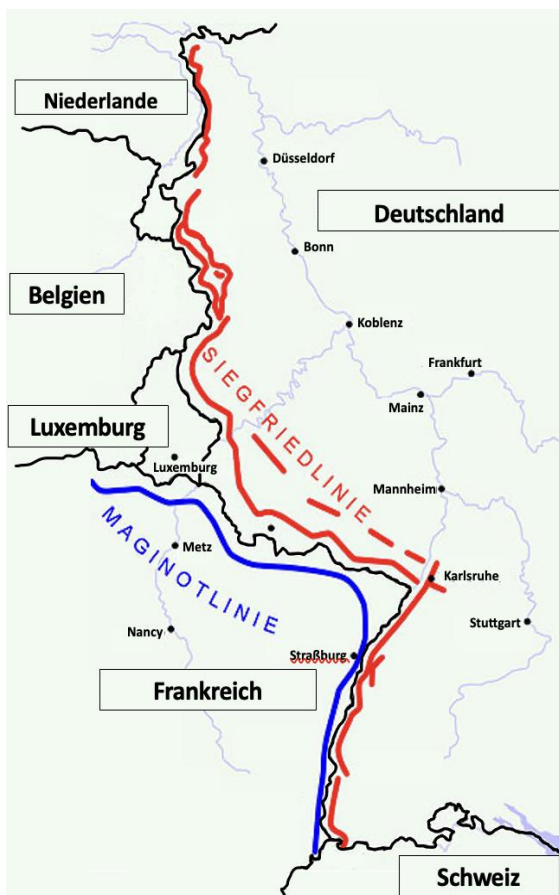 Niederlande
Düsseldorf
Deutschland
Bonn
Belgien
Koblenz
SIEGFRIEDLINIE
Frankfurt
Mainz
Luxemburg
Luxemburg
Mannheim
MAGINOTLINIE
Metz
Karlsruhe
Nancy
Stuttgart
Straßburg
Frankreich
Schweiz